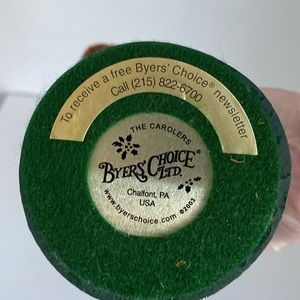 To receive a free Byers' Choice® newsletter
Call (215) 822-6700
THE CAROLERS
BYERS' CHOICE®
LTD.
Chalfont, PA
USA
www.byerschoice.com ©2003